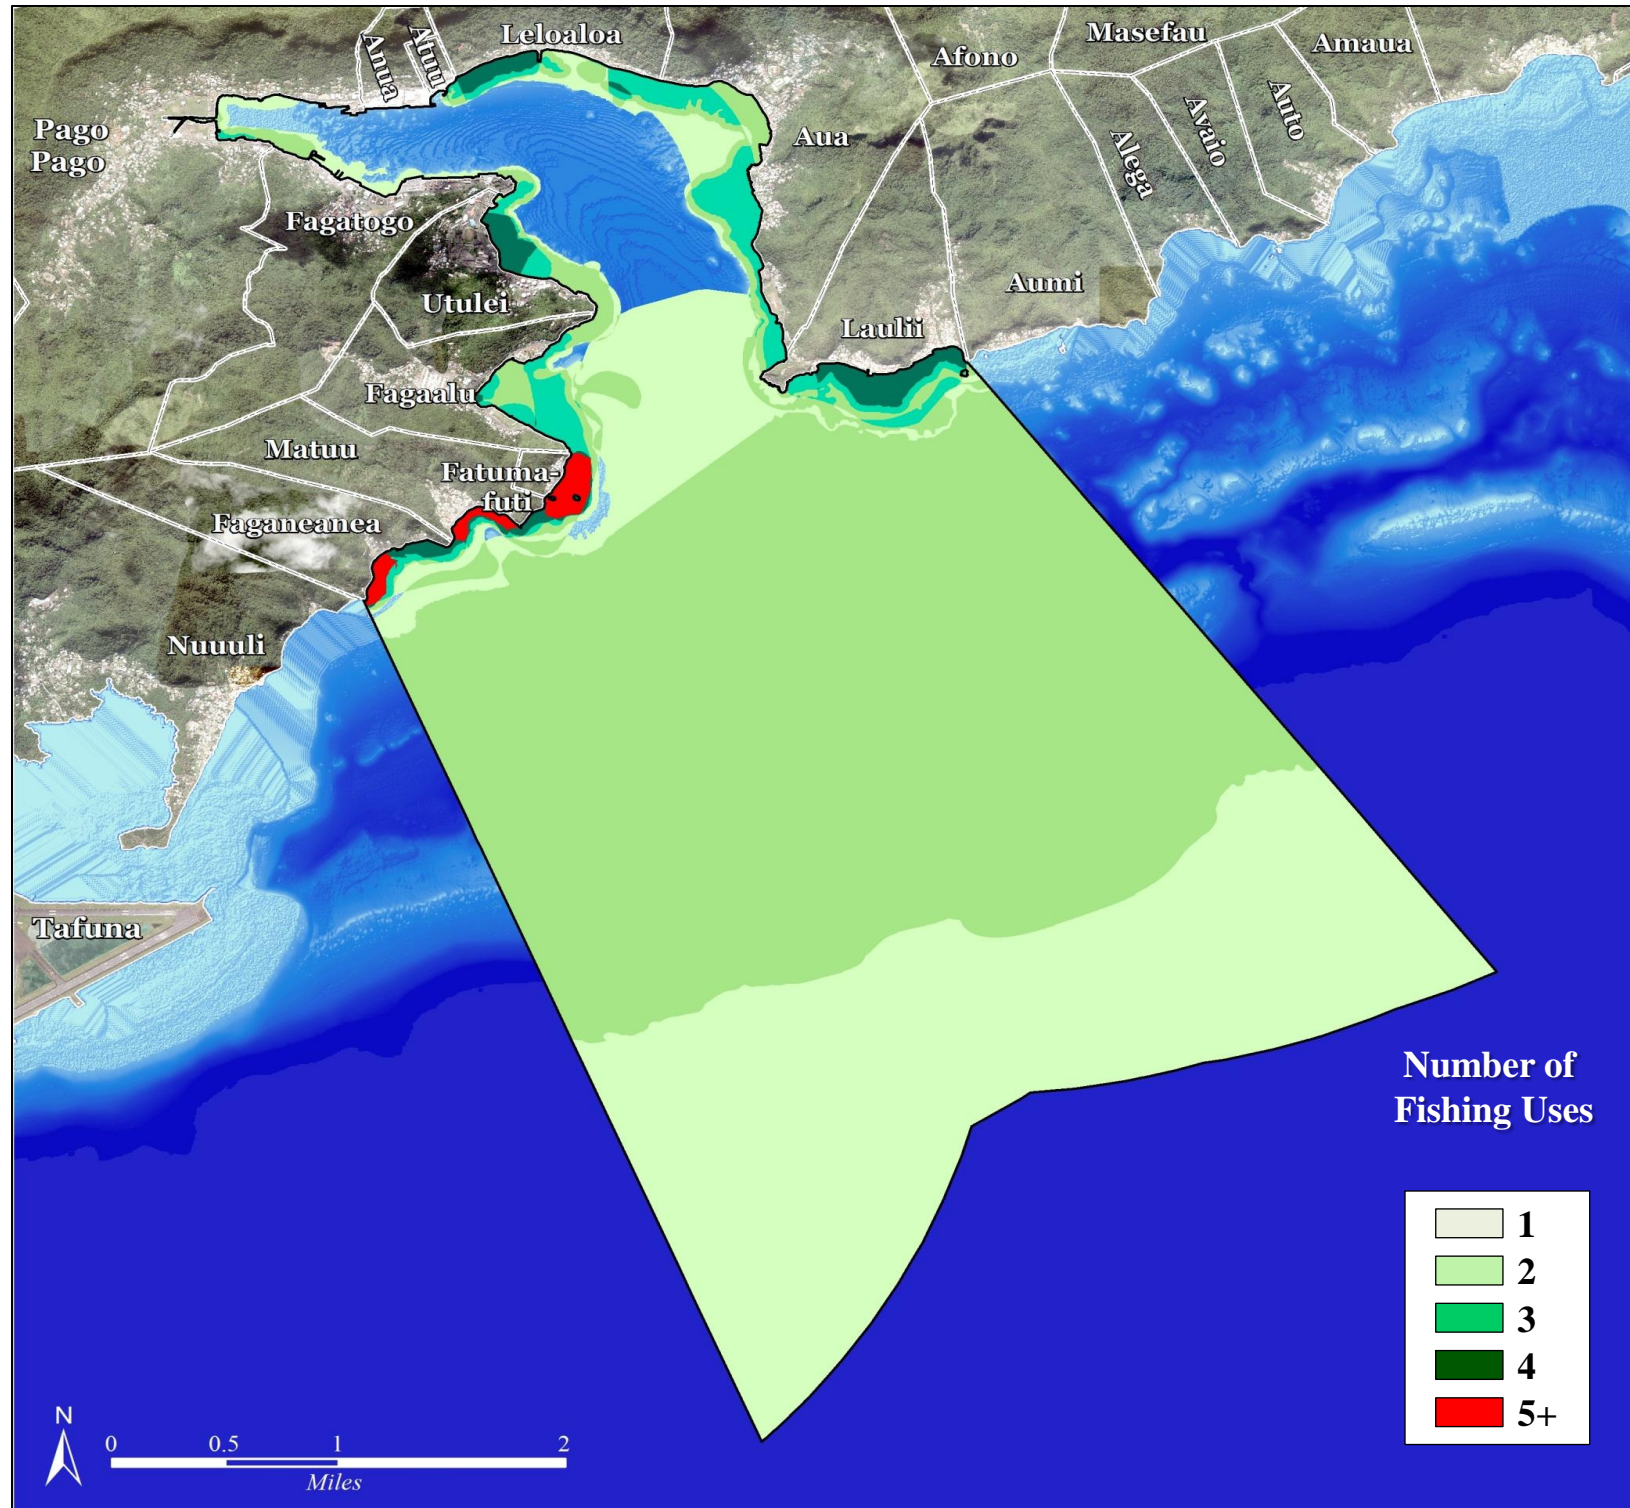 Leloaloa
Anua
Atuu
Afono
Masefau
Amaua
Pago
Pago
Aua
Alega
Avaio
Auto
Fagatogo
Utulei
Aumi
Laulii
Fagaalu
Matuu
Fatuma-
futi
Faganeanea
Nuuuli
Tafuna
Number of
Fishing Uses
1
2
3
4
5+
N
0 0.5 1 2
Miles